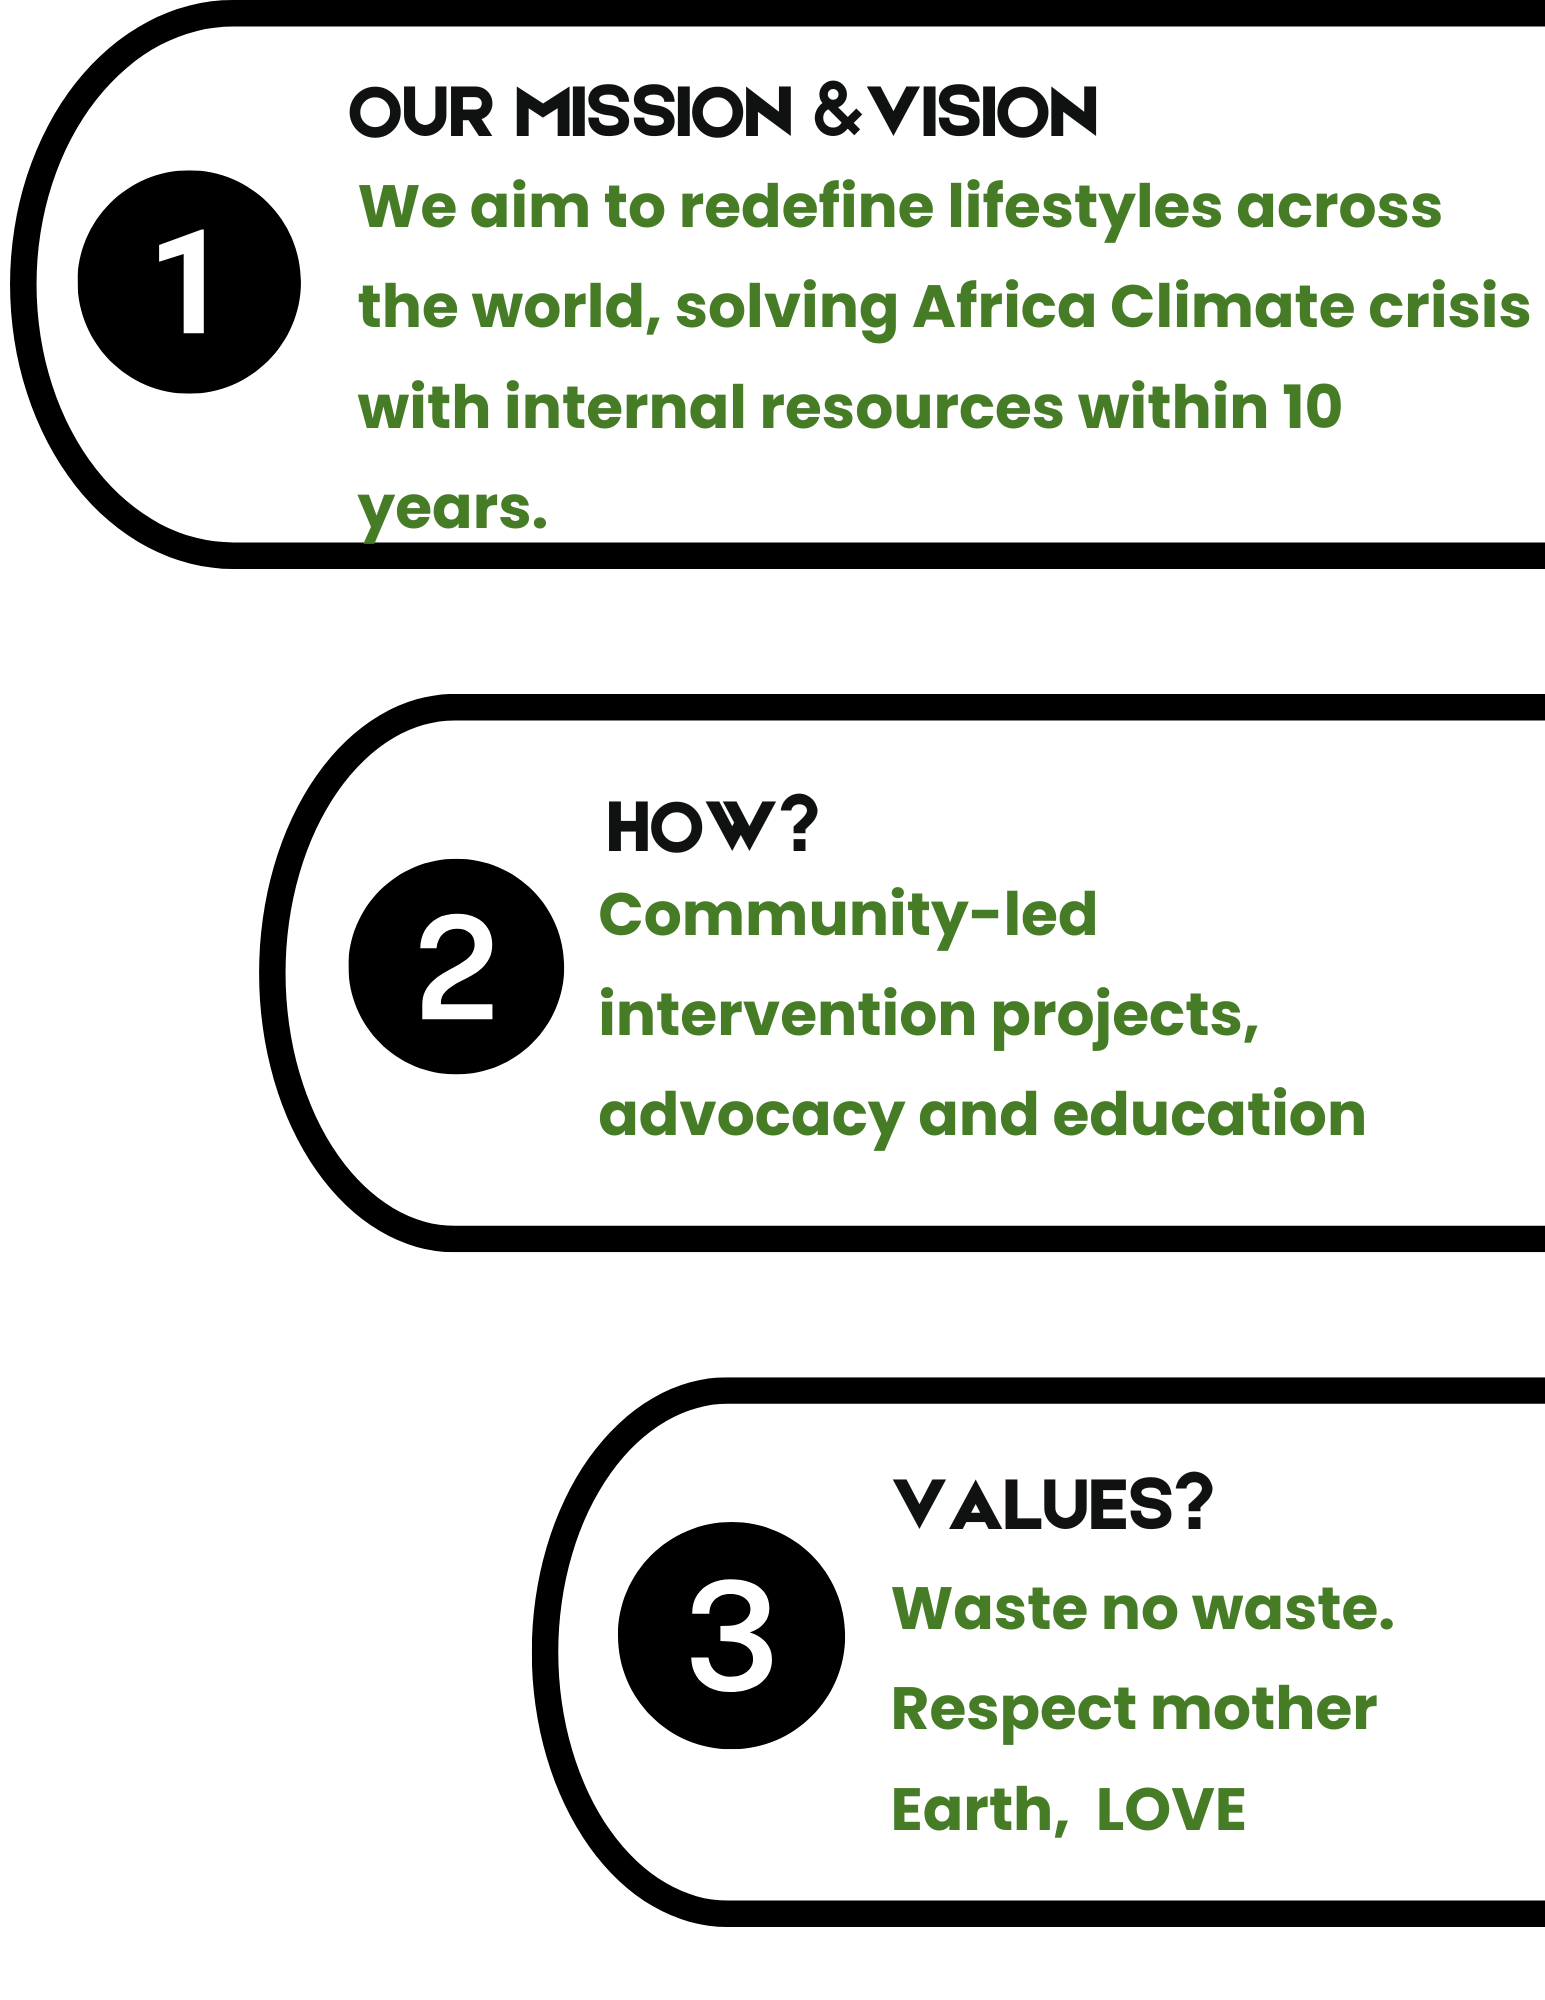 OUR MISSION & VISION
1
We aim to redefine lifestyles across
the world, solving Africa Climate crisis
with internal resources within 10
years.
HOW?
2
Community-led
intervention projects,
advocacy and education
VALUES?
3
Waste no waste.
Respect mother
Earth, LOVE